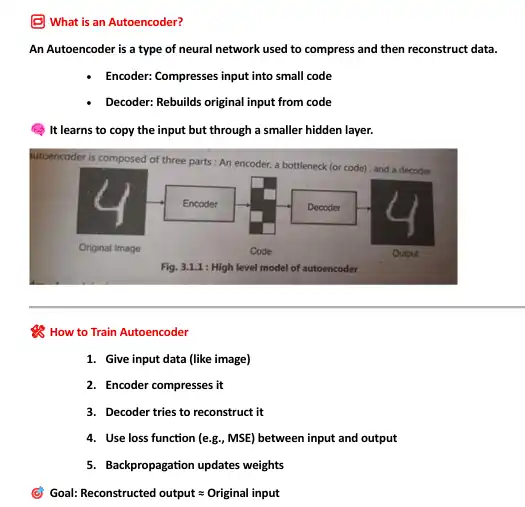 What is an Autoencoder?
An Autoencoder is a type of neural network used to compress and then reconstruct data.
• Encoder: Compresses input into small code
• Decoder: Rebuilds original input from code
It learns to copy the input but through a smaller hidden layer.
autoencoder is composed of three parts : An encoder, a bottleneck (or code) , and a decoder
4
Encoder
Decoder
4
Original Image
Code
Output
Fig. 3.1.1 : High level model of autoencoder
How to Train Autoencoder
1. Give input data (like image)
2. Encoder compresses it
3. Decoder tries to reconstruct it
4. Use loss function (e.g., MSE) between input and output
5. Backpropagation updates weights
Goal: Reconstructed output ≈ Original input